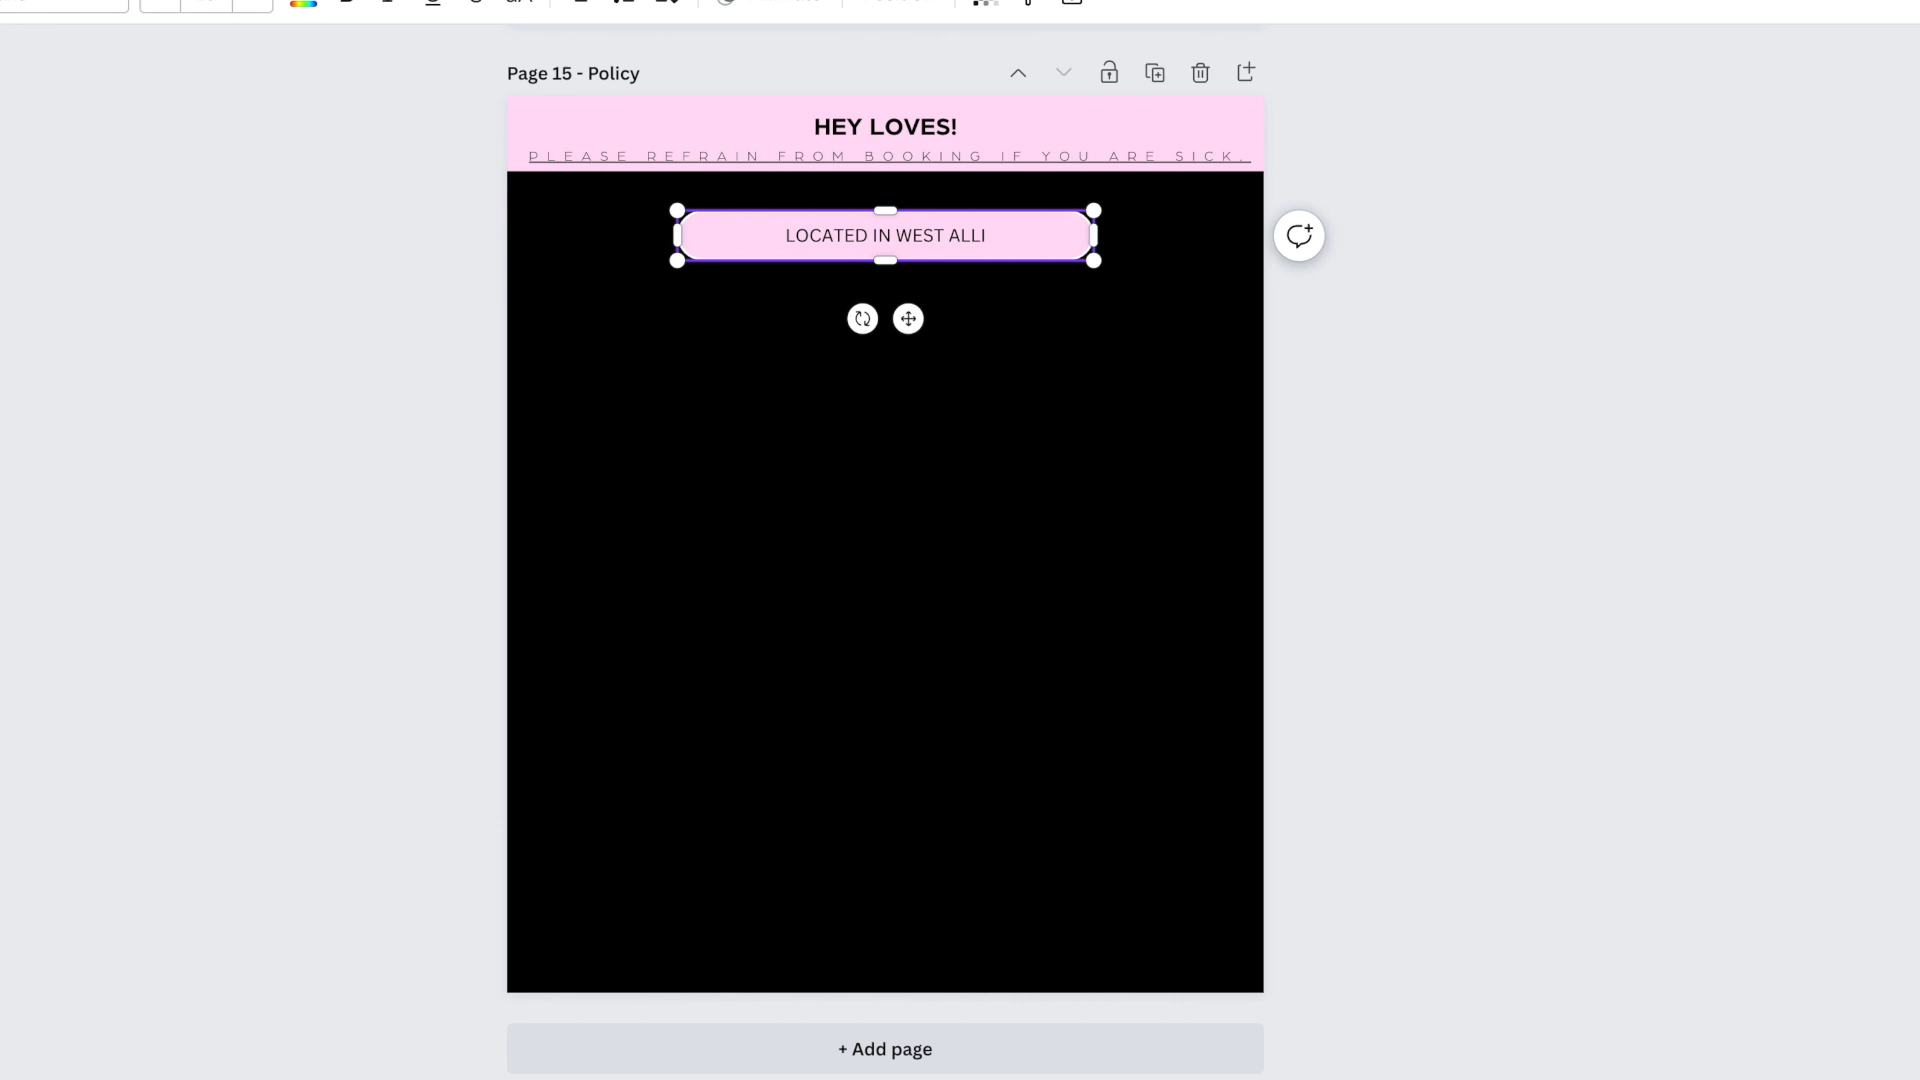 Page 15 - Policy
HEY LOVES!
PLEASE REFRAIN FROM BOOKING IF YOU ARE SICK.
LOCATED IN WEST ALLI
+ Add page